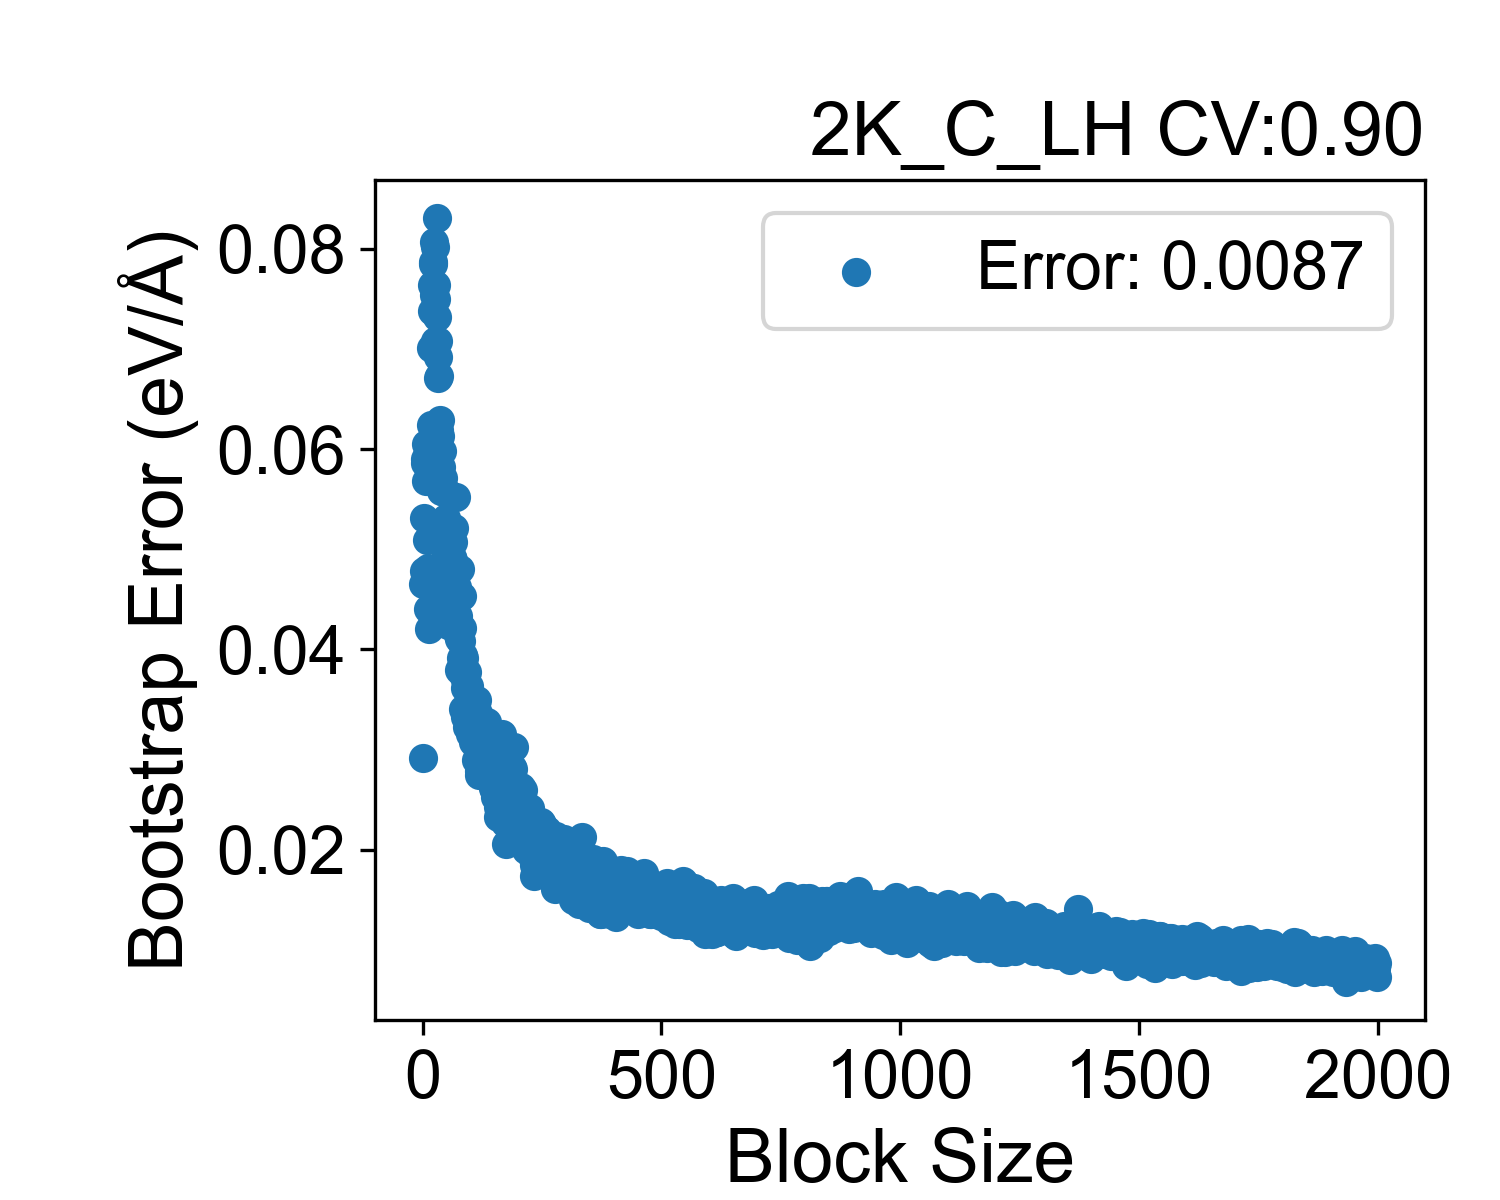 2K_C_LH CV:0.90
Error: 0.0087
Bootstrap Error (eV/Å)
0.08
0.06
0.04
0.02
0 500 1000 1500 2000
Block Size